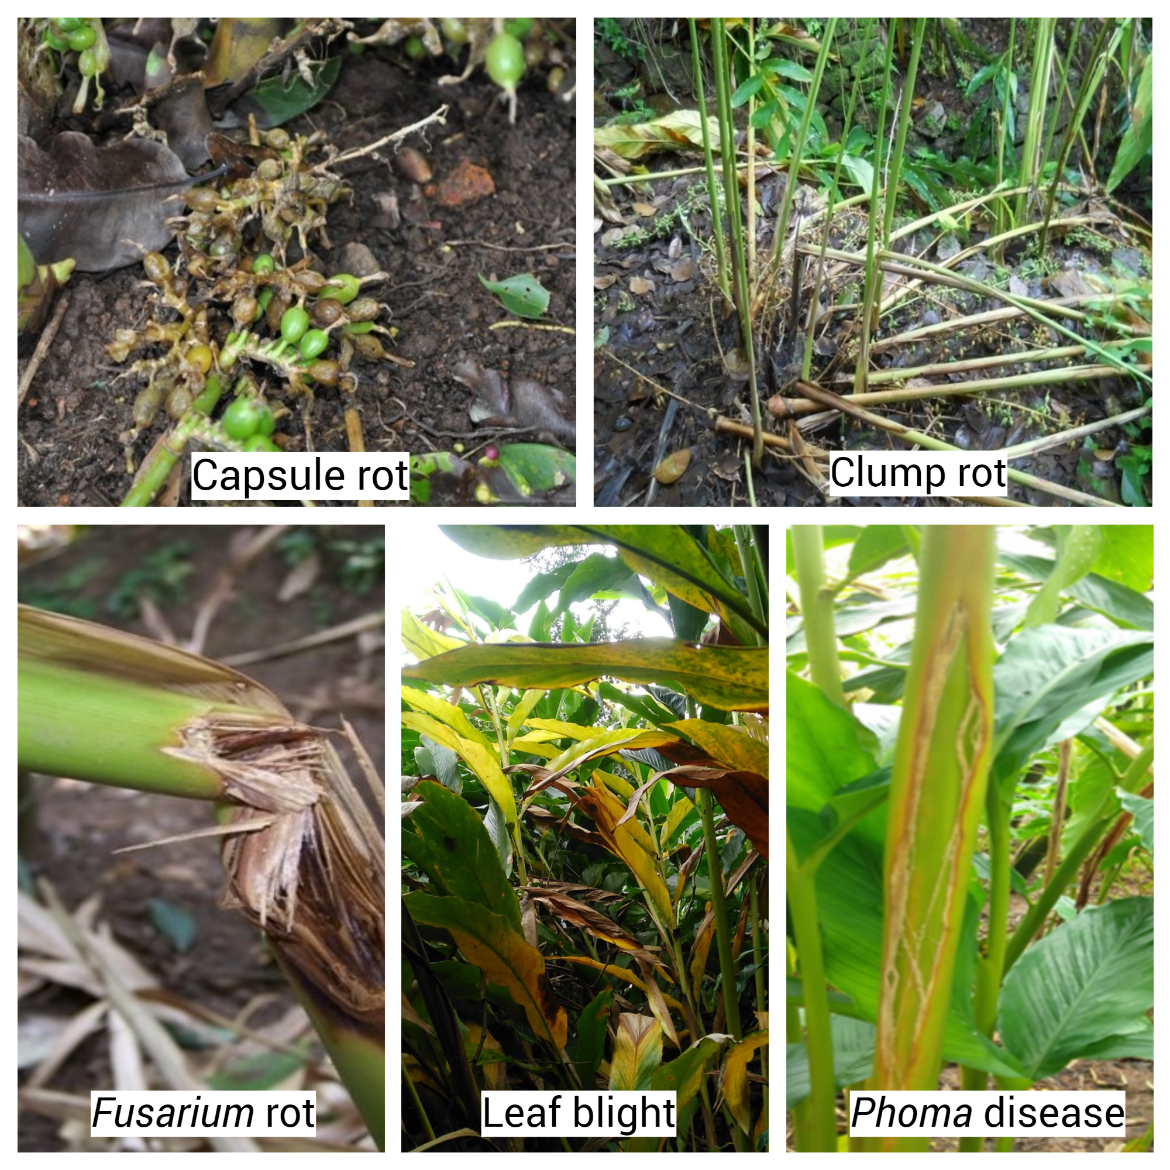 Capsule rot
Clump rot
Fusarium rot
Leaf blight
Phoma disease